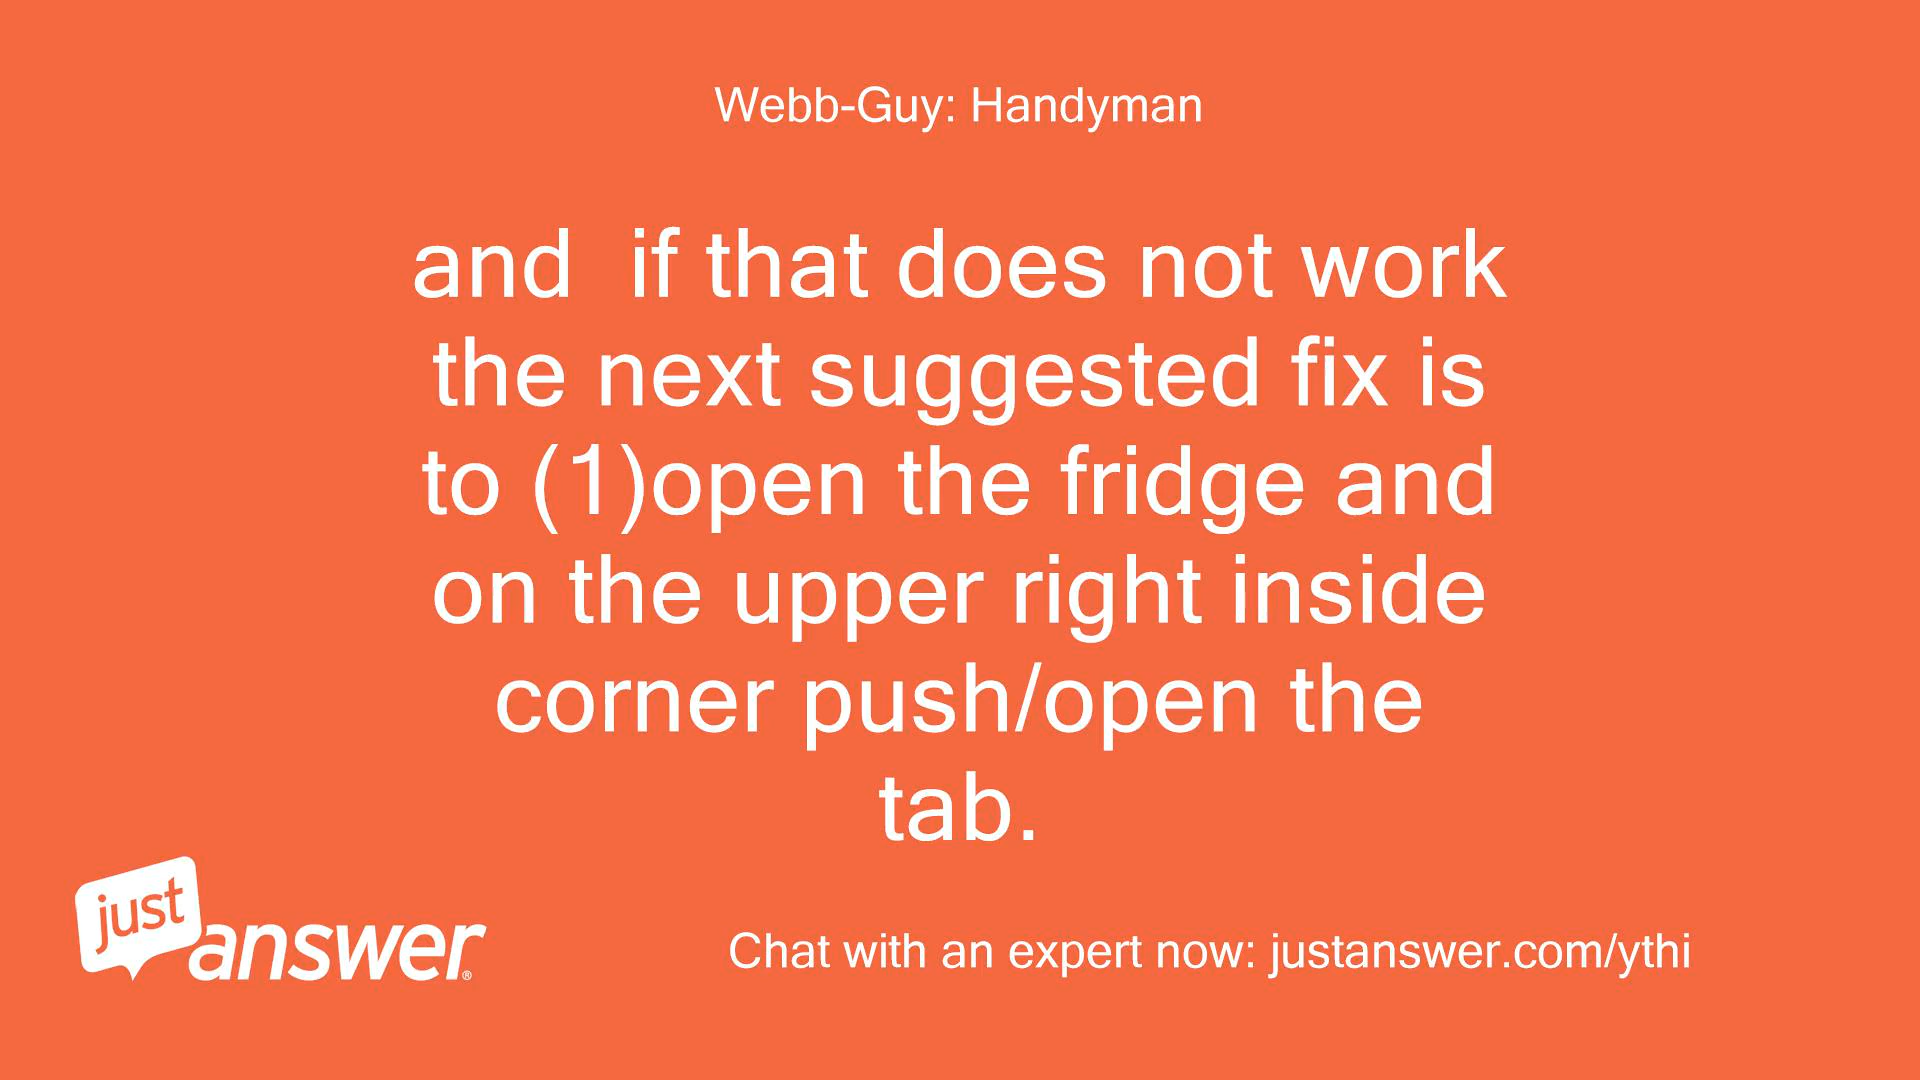 Webb-Guy: Handyman
and  if that does not work
the next suggested fix is
to (1)open the fridge and
on the upper right inside
corner push/open the
tab.
just
answer®
Chat with an expert now: justanswer.com/ythi